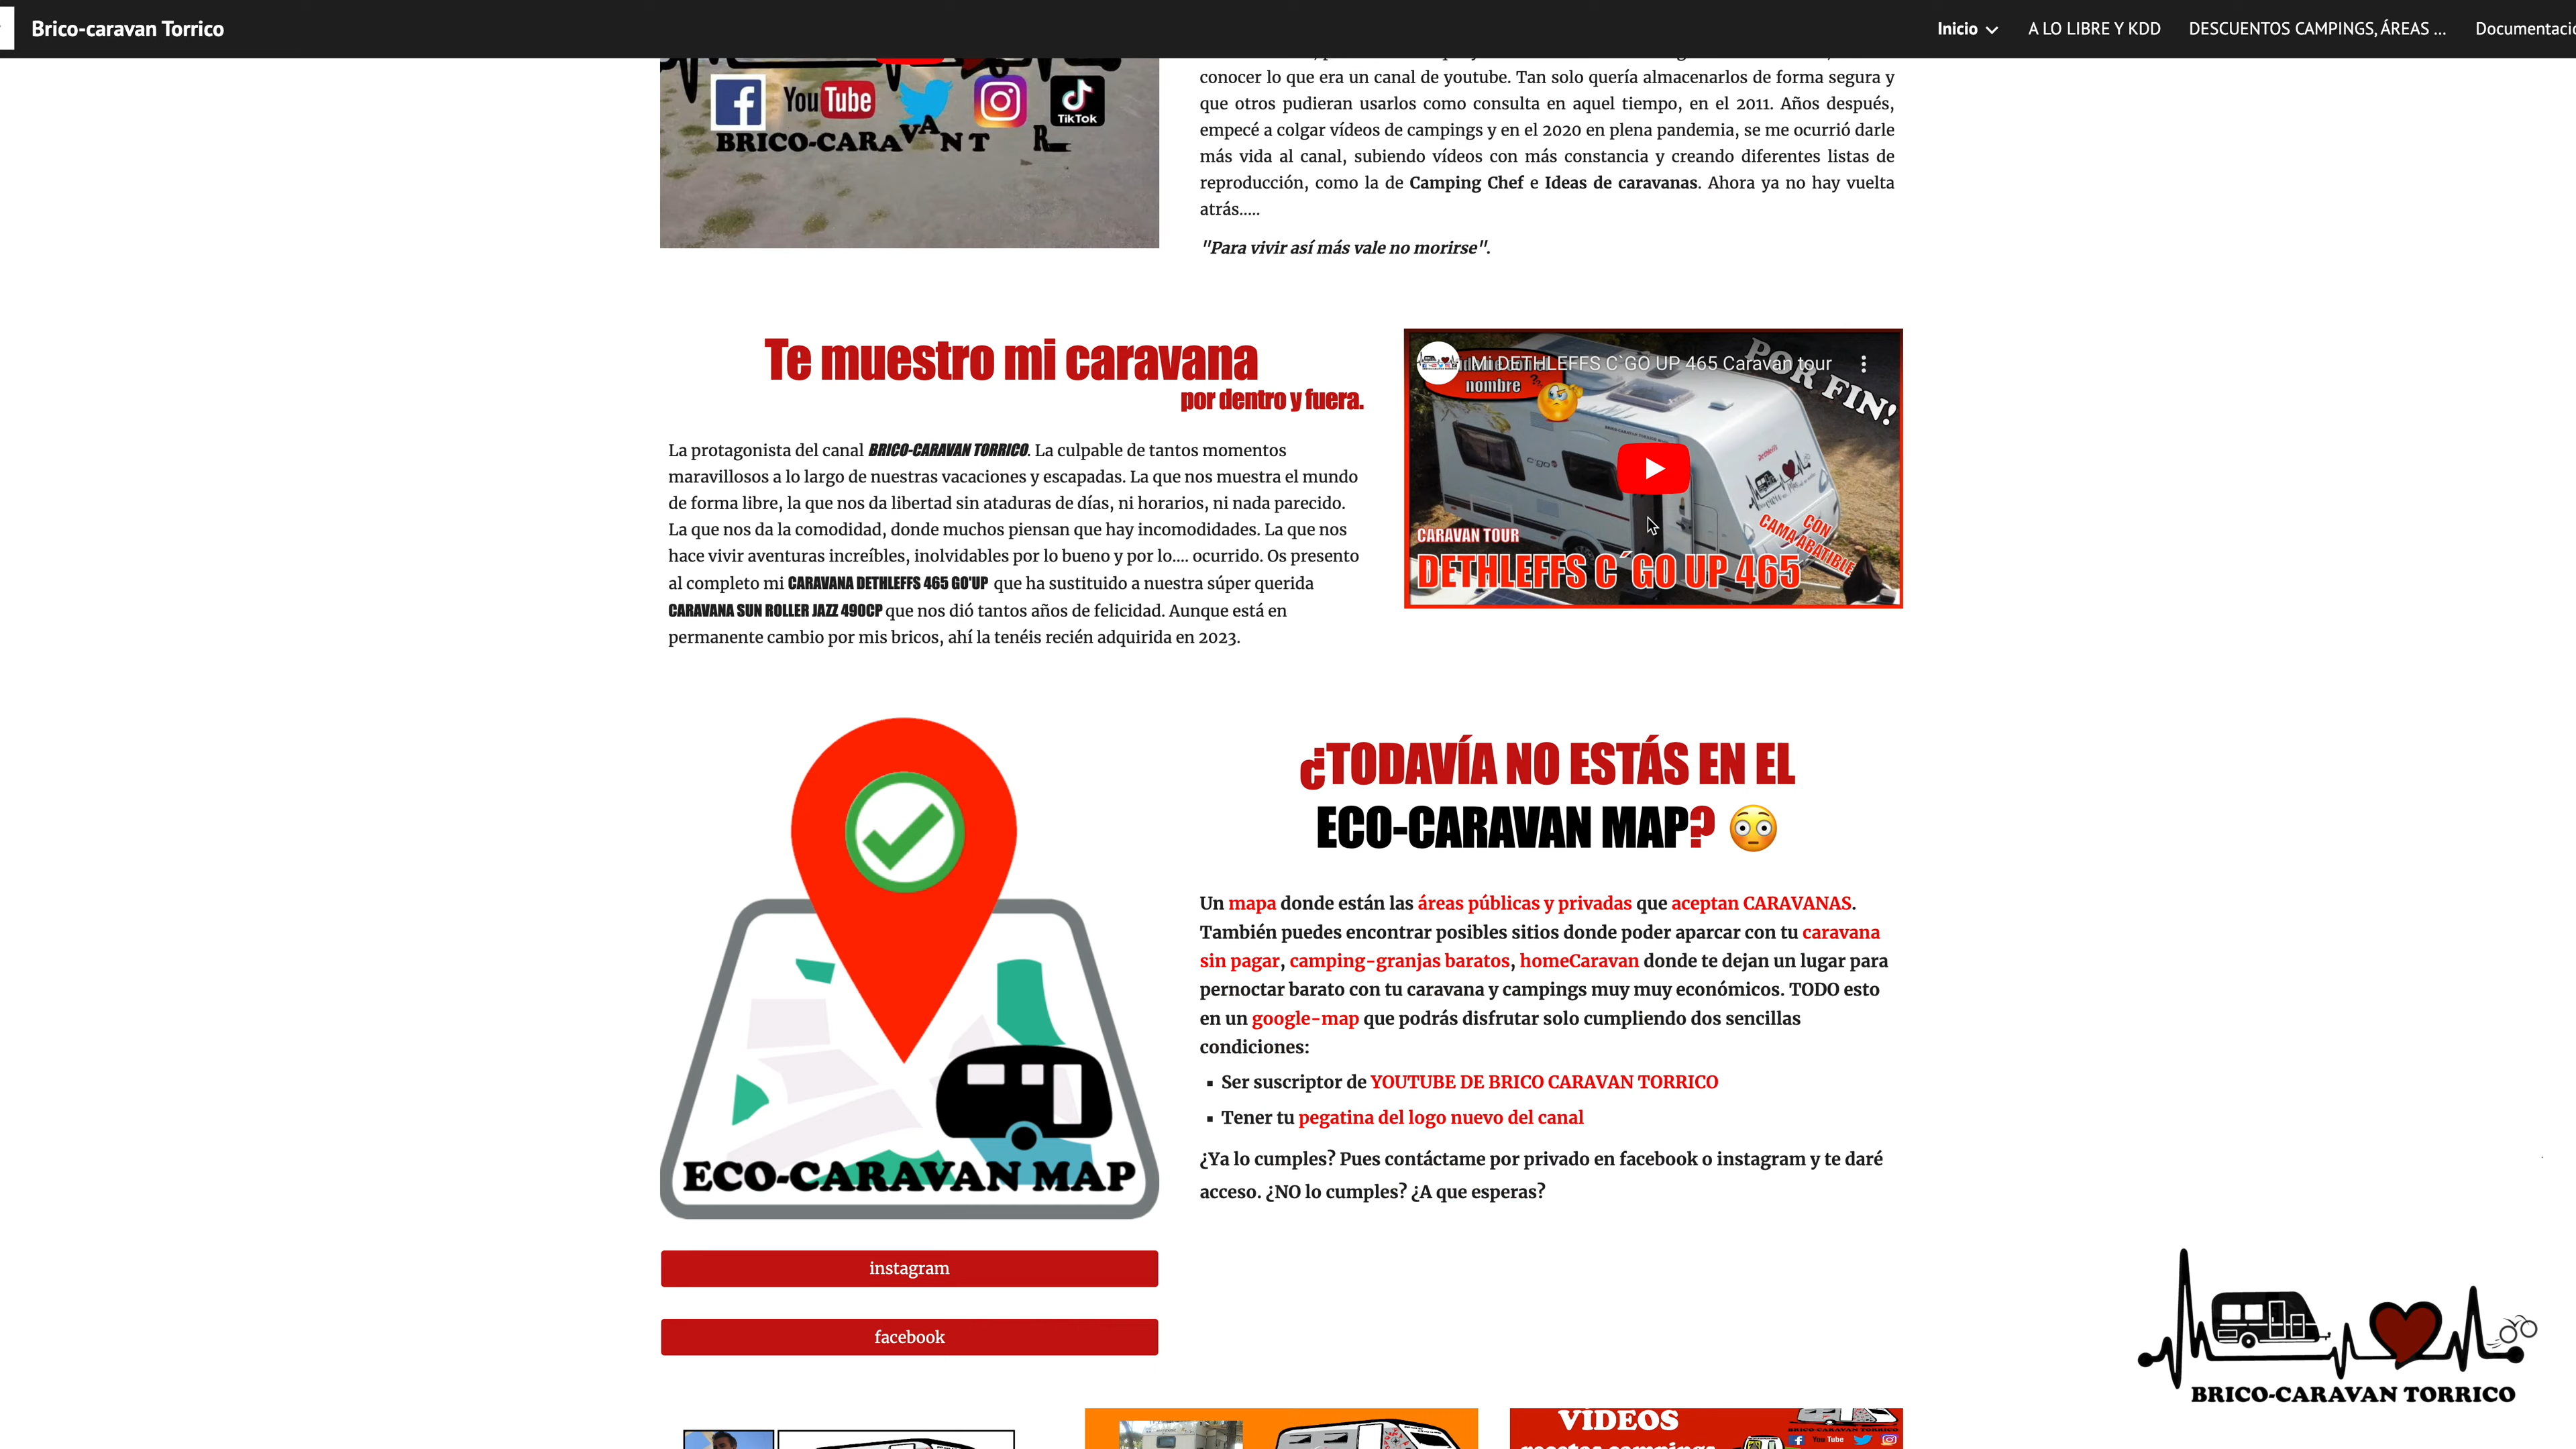 Brico-caravan Torrico
Inicio
A LO LIBRE Y KDD
DESCUENTOS CAMPINGS, ÁREAS ...
YouTube
TikTok
BRICO-CARAVAN T R
conocer lo que era un canal de youtube. Tan solo quería almacenarlos de forma segura y
que otros pudieran usarlos como consulta en aquel tiempo, en el 2011. Años después,
empecé a colgar vídeos de campings y en el 2020 en plena pandemia, se me ocurrió darle
más vida al canal, subiendo vídeos con más constancia y creando diferentes listas de
reproducción, como la de Camping Chef e Ideas de caravanas. Ahora ya no hay vuelta
atrás.....
"Para vivir así más vale no morirse".
Te muestro mi caravana
por dentro y fuera.
La protagonista del canal BRICO-CARAVAN TORRICO. La culpable de tantos momentos
maravillosos a lo largo de nuestras vacaciones y escapadas. La que nos muestra el mundo
de forma libre, la que nos da libertad sin ataduras de días, ni horarios, ni nada parecido.
La que nos da la comodidad, donde muchos piensan que hay incomodidades. La que nos
hace vivir aventuras increíbles, inolvidables por lo bueno y por lo.... ocurrido. Os presento
al completo mi CARAVANA DETHLEFFS 465 GO'UP que ha sustituido a nuestra súper querida
CARAVANA SUN ROLLER JAZZ 490CP que nos dió tantos años de felicidad. Aunque está en
permanente cambio por mis bricos, ahí la tenéis recién adquirida en 2023.
Mi DETHLEFFS C`GO UP 465 Caravan tour
nombre
POR FIN!
c'go
CARAVAN TOUR
CON
CAMA ABATIBLE
DETHLEFFS C´GO UP 465
ECO-CARAVAN MAP
¿TODAVÍA NO ESTÁS EN EL
ECO-CARAVAN MAP?
Un mapa donde están las áreas públicas y privadas que aceptan CARAVANAS.
También puedes encontrar posibles sitios donde poder aparcar con tu caravana
sin pagar, camping-granjas baratos, homeCaravan donde te dejan un lugar para
pernoctar barato con tu caravana y campings muy muy económicos. TODO esto
en un google-map que podrás disfrutar solo cumpliendo dos sencillas
condiciones:
▪ Ser suscriptor de YOUTUBE DE BRICO CARAVAN TORRICO
▪ Tener tu pegatina del logo nuevo del canal
¿Ya lo cumples? Pues contáctame por privado en facebook o instagram y te daré
acceso. ¿NO lo cumples? ¿A que esperas?
instagram
facebook
BRICO-CARAVAN TORRICO
VÍDEOS
YouTube